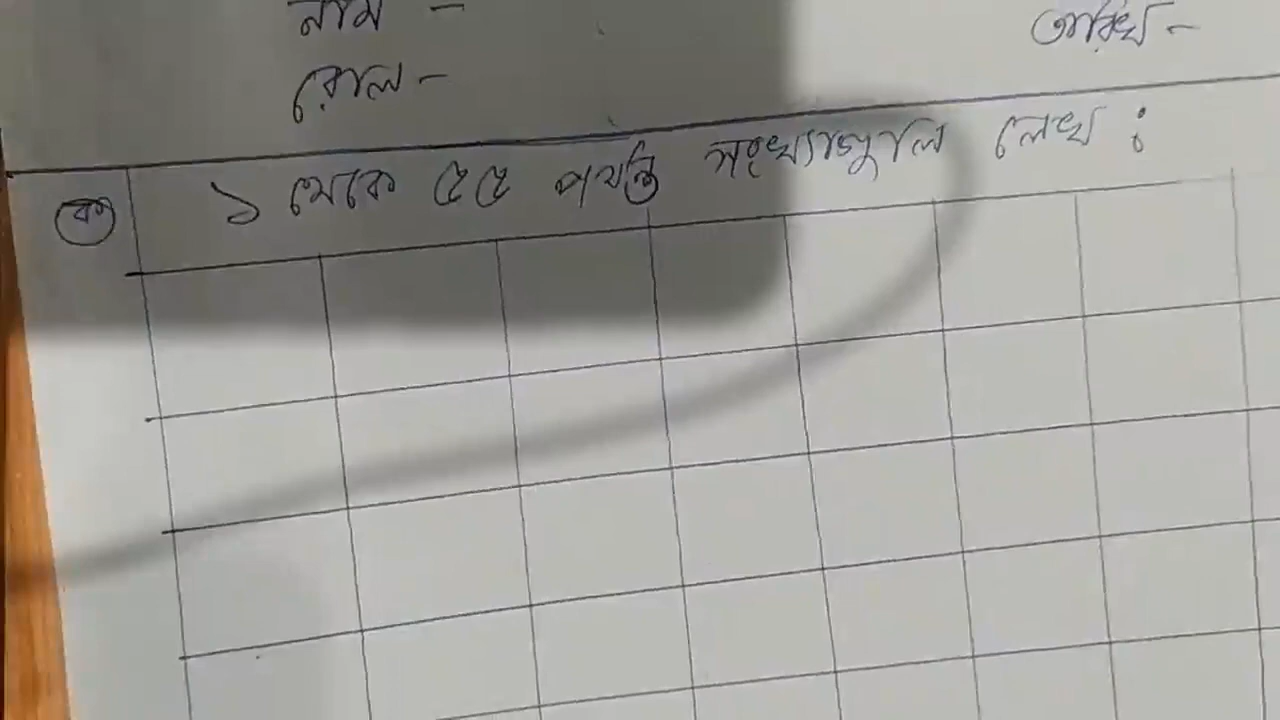 নাম -
তারিখ -
রোল -
ক
১ থেকে ৫৫ পর্যন্ত সংখ্যাগুলি লেখ :